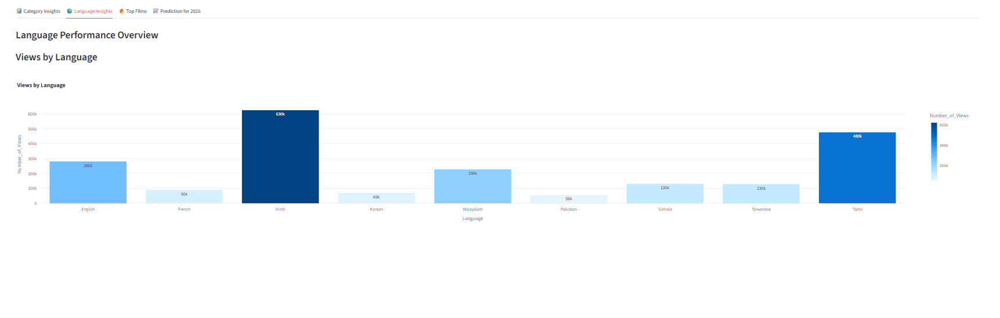 Category Insights Language Insights Top Films Prediction for 2026
Language Performance Overview
Views by Language
Views by Language
Number_of_Views
600k
500k
400k
300k
200k
100k
0
280k
90k
630k
69k
230k
56k
130k
130k
480k
English French Hindi Korean Malayalam Pakistani Sinhala Taiwanese Tamil
Language
Number_of_Views
600k
400k
200k